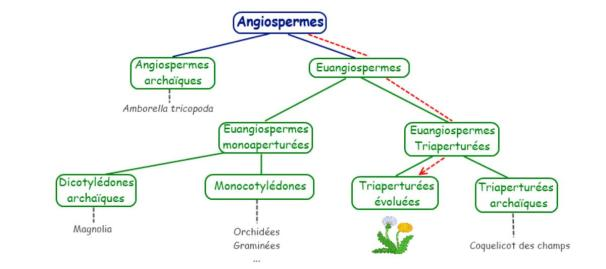 Angiospermes
Angiospermes
archaïques
Euangiospermes
Amborella tricopoda
Euangiospermes
monoaperturées
Euangiospermes
Triaperturées
Dicotylédones
archaïques
Monocotylédones
Triaperturées
évoluées
Triaperturées
archaïques
Magnolia
Orchidées
Graminées
...
Coquelicot des champs